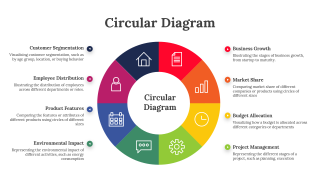 Circular Diagram
Customer Segmentation
Visualizing customer segments, such as
by age group, location, or buying behavior
Employee Distribution
Illustrating the distribution of employees
across different departments or roles
Product Features
Comparing the features or attributes of
different products using circles of different
sizes
Environmental Impact
Representing the environmental impact of
different activities, such as energy
consumption
Circular
Diagram
Business Growth
Illustrating the stages of business growth,
from startup to maturity.
Market Share
Comparing market share of different
companies or products using circles of
different sizes
Budget Allocation
Visualizing how a budget is allocated across
different categories or departments
Project Management
Representing the different stages of a
project, such as planning, execution